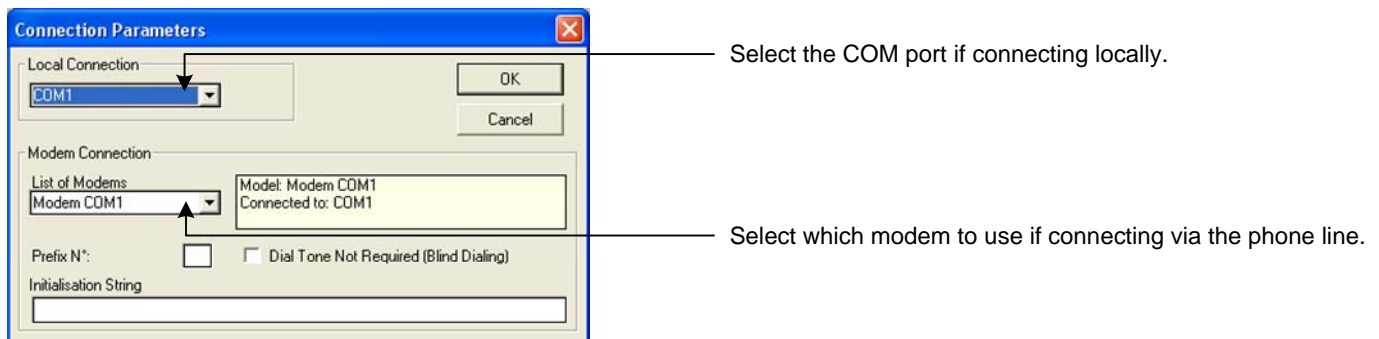 Connection Parameters
Select the COM port if connecting locally.
Local Connection
COM1
OK
Cancel
Modem Connection
List of Modems
Modem COM1
Model: Modem COM1
Connected to: COM1
Select which modem to use if connecting via the phone line.
Prefix N°:
Dial Tone Not Required (Blind Dialing)
Initialisation String